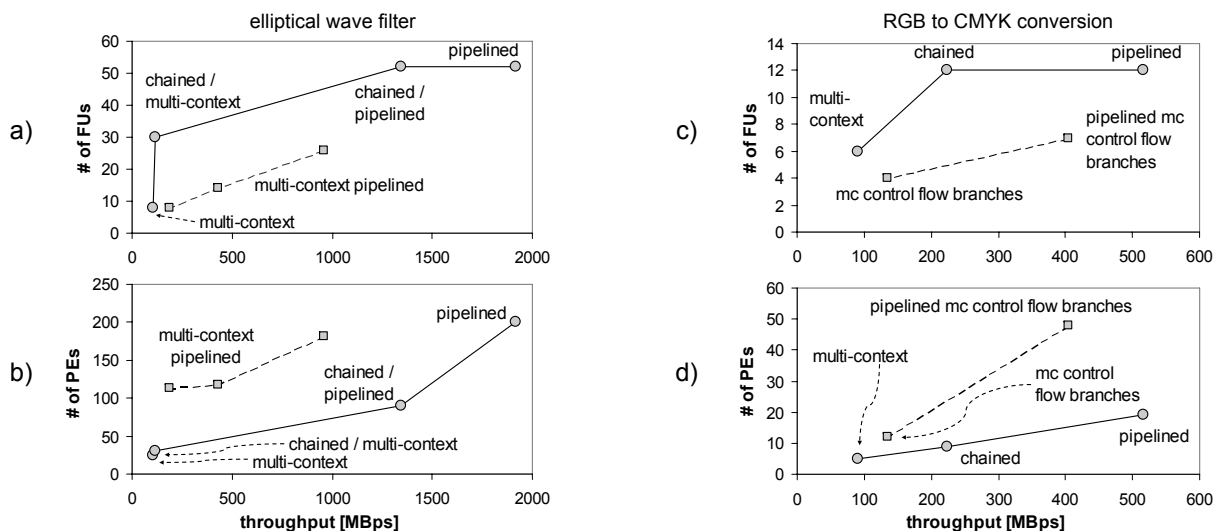 elliptical wave filter
RGB to CMYK conversion
a)
# of FUs
60
50
40
30
20
10
0
0
500
1000
1500
2000
chained /
multi-context
pipelined
chained /
pipelined
multi-context pipelined
multi-context
c)
# of FUs
14
12
10
8
6
4
2
0
0
100
200
300
400
500
600
chained
pipelined
multi-
context
pipelined mc
control flow
branches
mc control flow branches
b)
# of PEs
250
200
150
100
50
0
0
500
1000
1500
2000
throughput [MBps]
pipelined
multi-context
pipelined
chained /
pipelined
chained / multi-context
multi-context
d)
# of PEs
60
50
40
30
20
10
0
0
100
200
300
400
500
600
throughput [MBps]
pipelined mc control flow branches
multi-context
mc control
flow branches
pipelined
chained